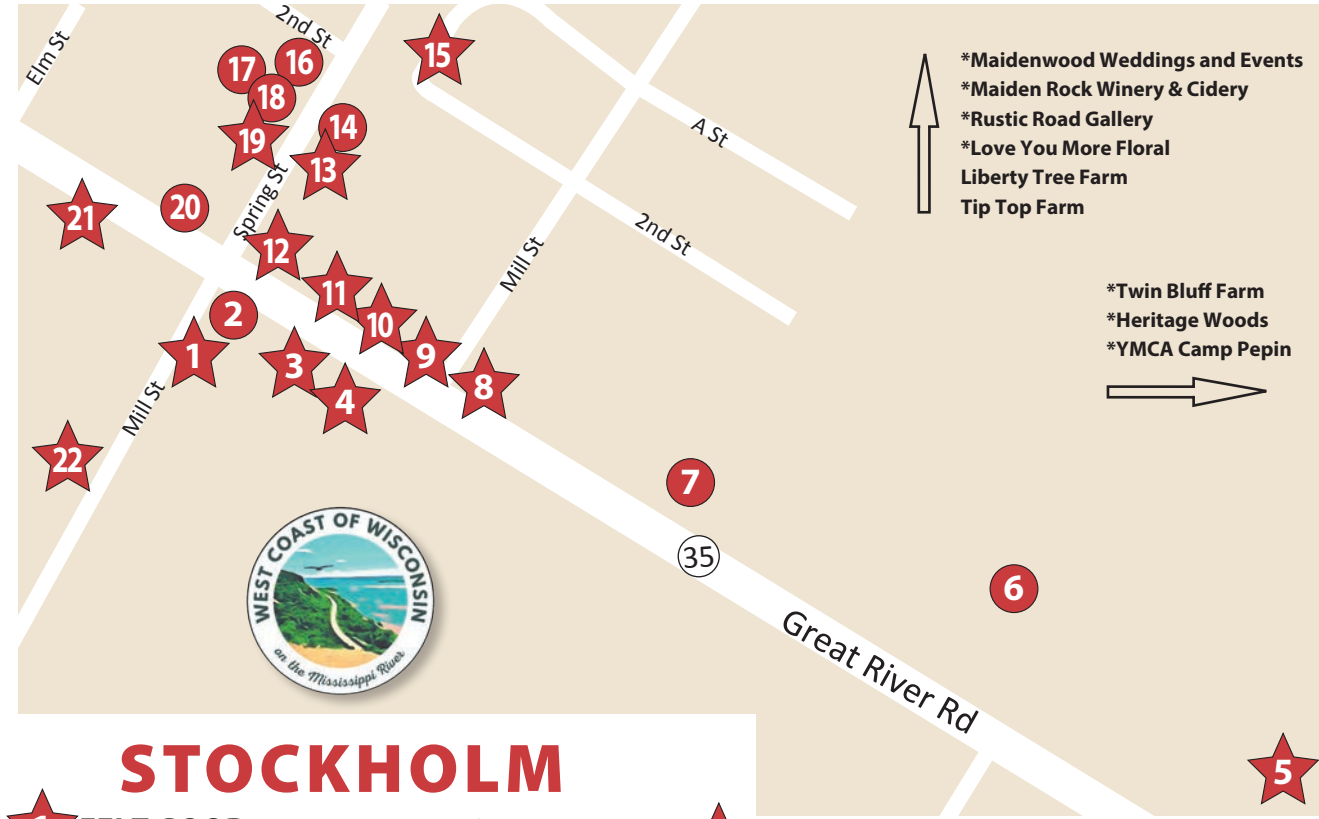 2nd St
Elm St
15
16
17
18
14
19
13
A St
*Maidenwood Weddings and Events
*Maiden Rock Winery & Cidery
*Rustic Road Gallery
*Love You More Floral
Liberty Tree Farm
Tip Top Farm
21
20
Spring St
12
2nd St
Mill St
11
*Twin Bluff Farm
*Heritage Woods
*YMCA Camp Pepin
2
10
1
3
9
8
4
Mill St
22
7
35
6
Great River Rd
WEST COAST OF WISCONSIN
on the Mississippi River
5
STOCKHOLM